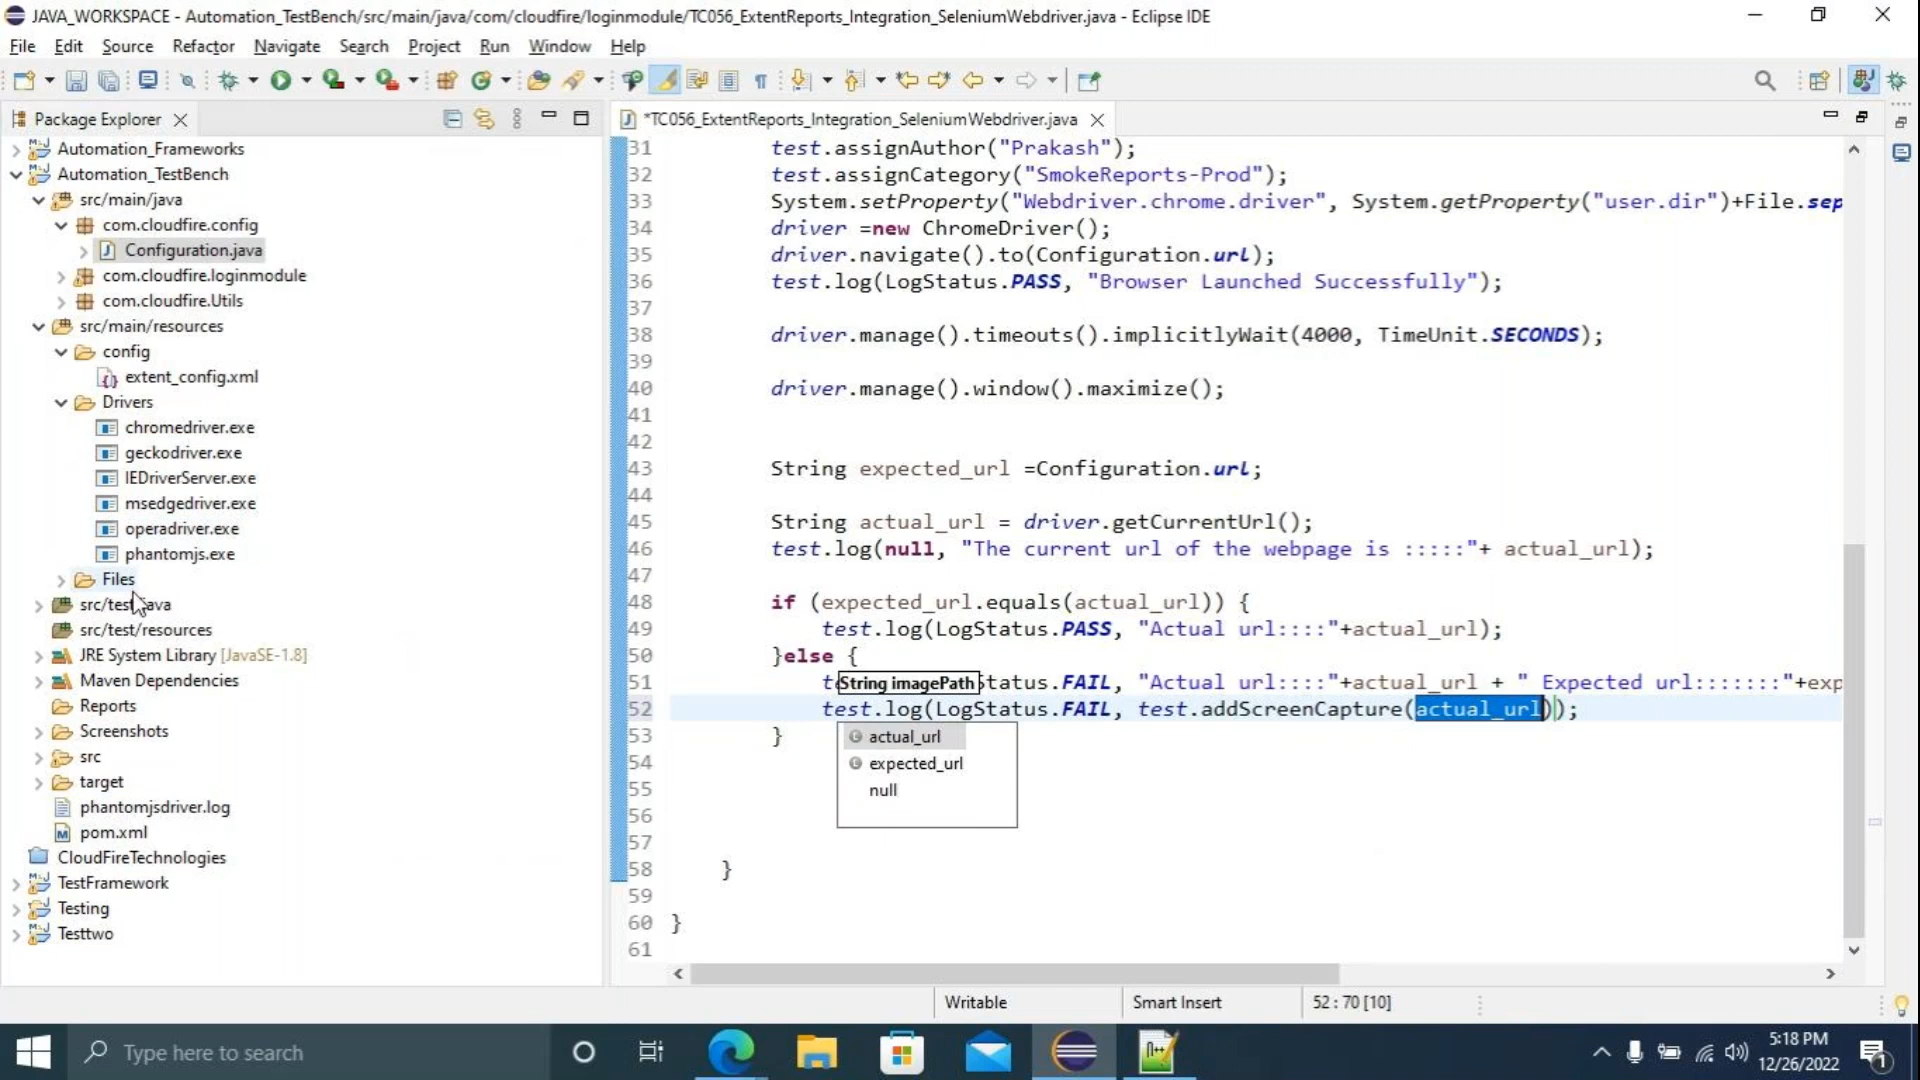 JAVA_WORKSPACE - Automation_TestBench/src/main/java/com/cloudfire/loginmodule/TC056_ExtentReports_Integration_SeleniumWebdriver.java - Eclipse IDE
File Edit Source Refactor Navigate Search Project Run Window Help
Package Explorer
Automation_Frameworks
Automation_TestBench
src/main/java
com.cloudfire.config
Configuration.java
com.cloudfire.loginmodule
com.cloudfire.Utils
src/main/resources
config
extent_config.xml
Drivers
chromedriver.exe
geckodriver.exe
IEDriverServer.exe
msedgedriver.exe
operadriver.exe
phantomjs.exe
Files
src/test/java
src/test/resources
JRE System Library [JavaSE-1.8]
Maven Dependencies
Reports
Screenshots
src
target
phantomjsdriver.log
pom.xml
CloudFireTechnologies
TestFramework
Testing
Testtwo
*TC056_ExtentReports_Integration_SeleniumWebdriver.java
31 test.assignAuthor("Prakash");
32 test.assignCategory("SmokeReports-Prod");
33 System.setProperty("Webdriver.chrome.driver", System.getProperty("user.dir")+File.sep
34 driver =new ChromeDriver();
35 driver.navigate().to(Configuration.url);
36 test.log(LogStatus.PASS, "Browser Launched Successfully");
37
38 driver.manage().timeouts().implicitlyWait(4000, TimeUnit.SECONDS);
39
40 driver.manage().window().maximize();
41
42
43 String expected_url =Configuration.url;
44
45 String actual_url = driver.getCurrentUrl();
46 test.log(null, "The current url of the webpage is :::::"+ actual_url);
47
48 if (expected_url.equals(actual_url)) {
49 test.log(LogStatus.PASS, "Actual url::::"+actual_url);
50 }else {
51 t String imagePath status.FAIL, "Actual url::::"+actual_url + " Expected url:::::::"+exp
52 test.log(LogStatus.FAIL, test.addScreenCapture(actual_url));
53 }
actual_url
54
expected_url
55
null
56
57
58 }
59
60 }
61
Writable Smart Insert 52 : 70 [10]
Type here to search
5:18 PM
12/26/2022
1